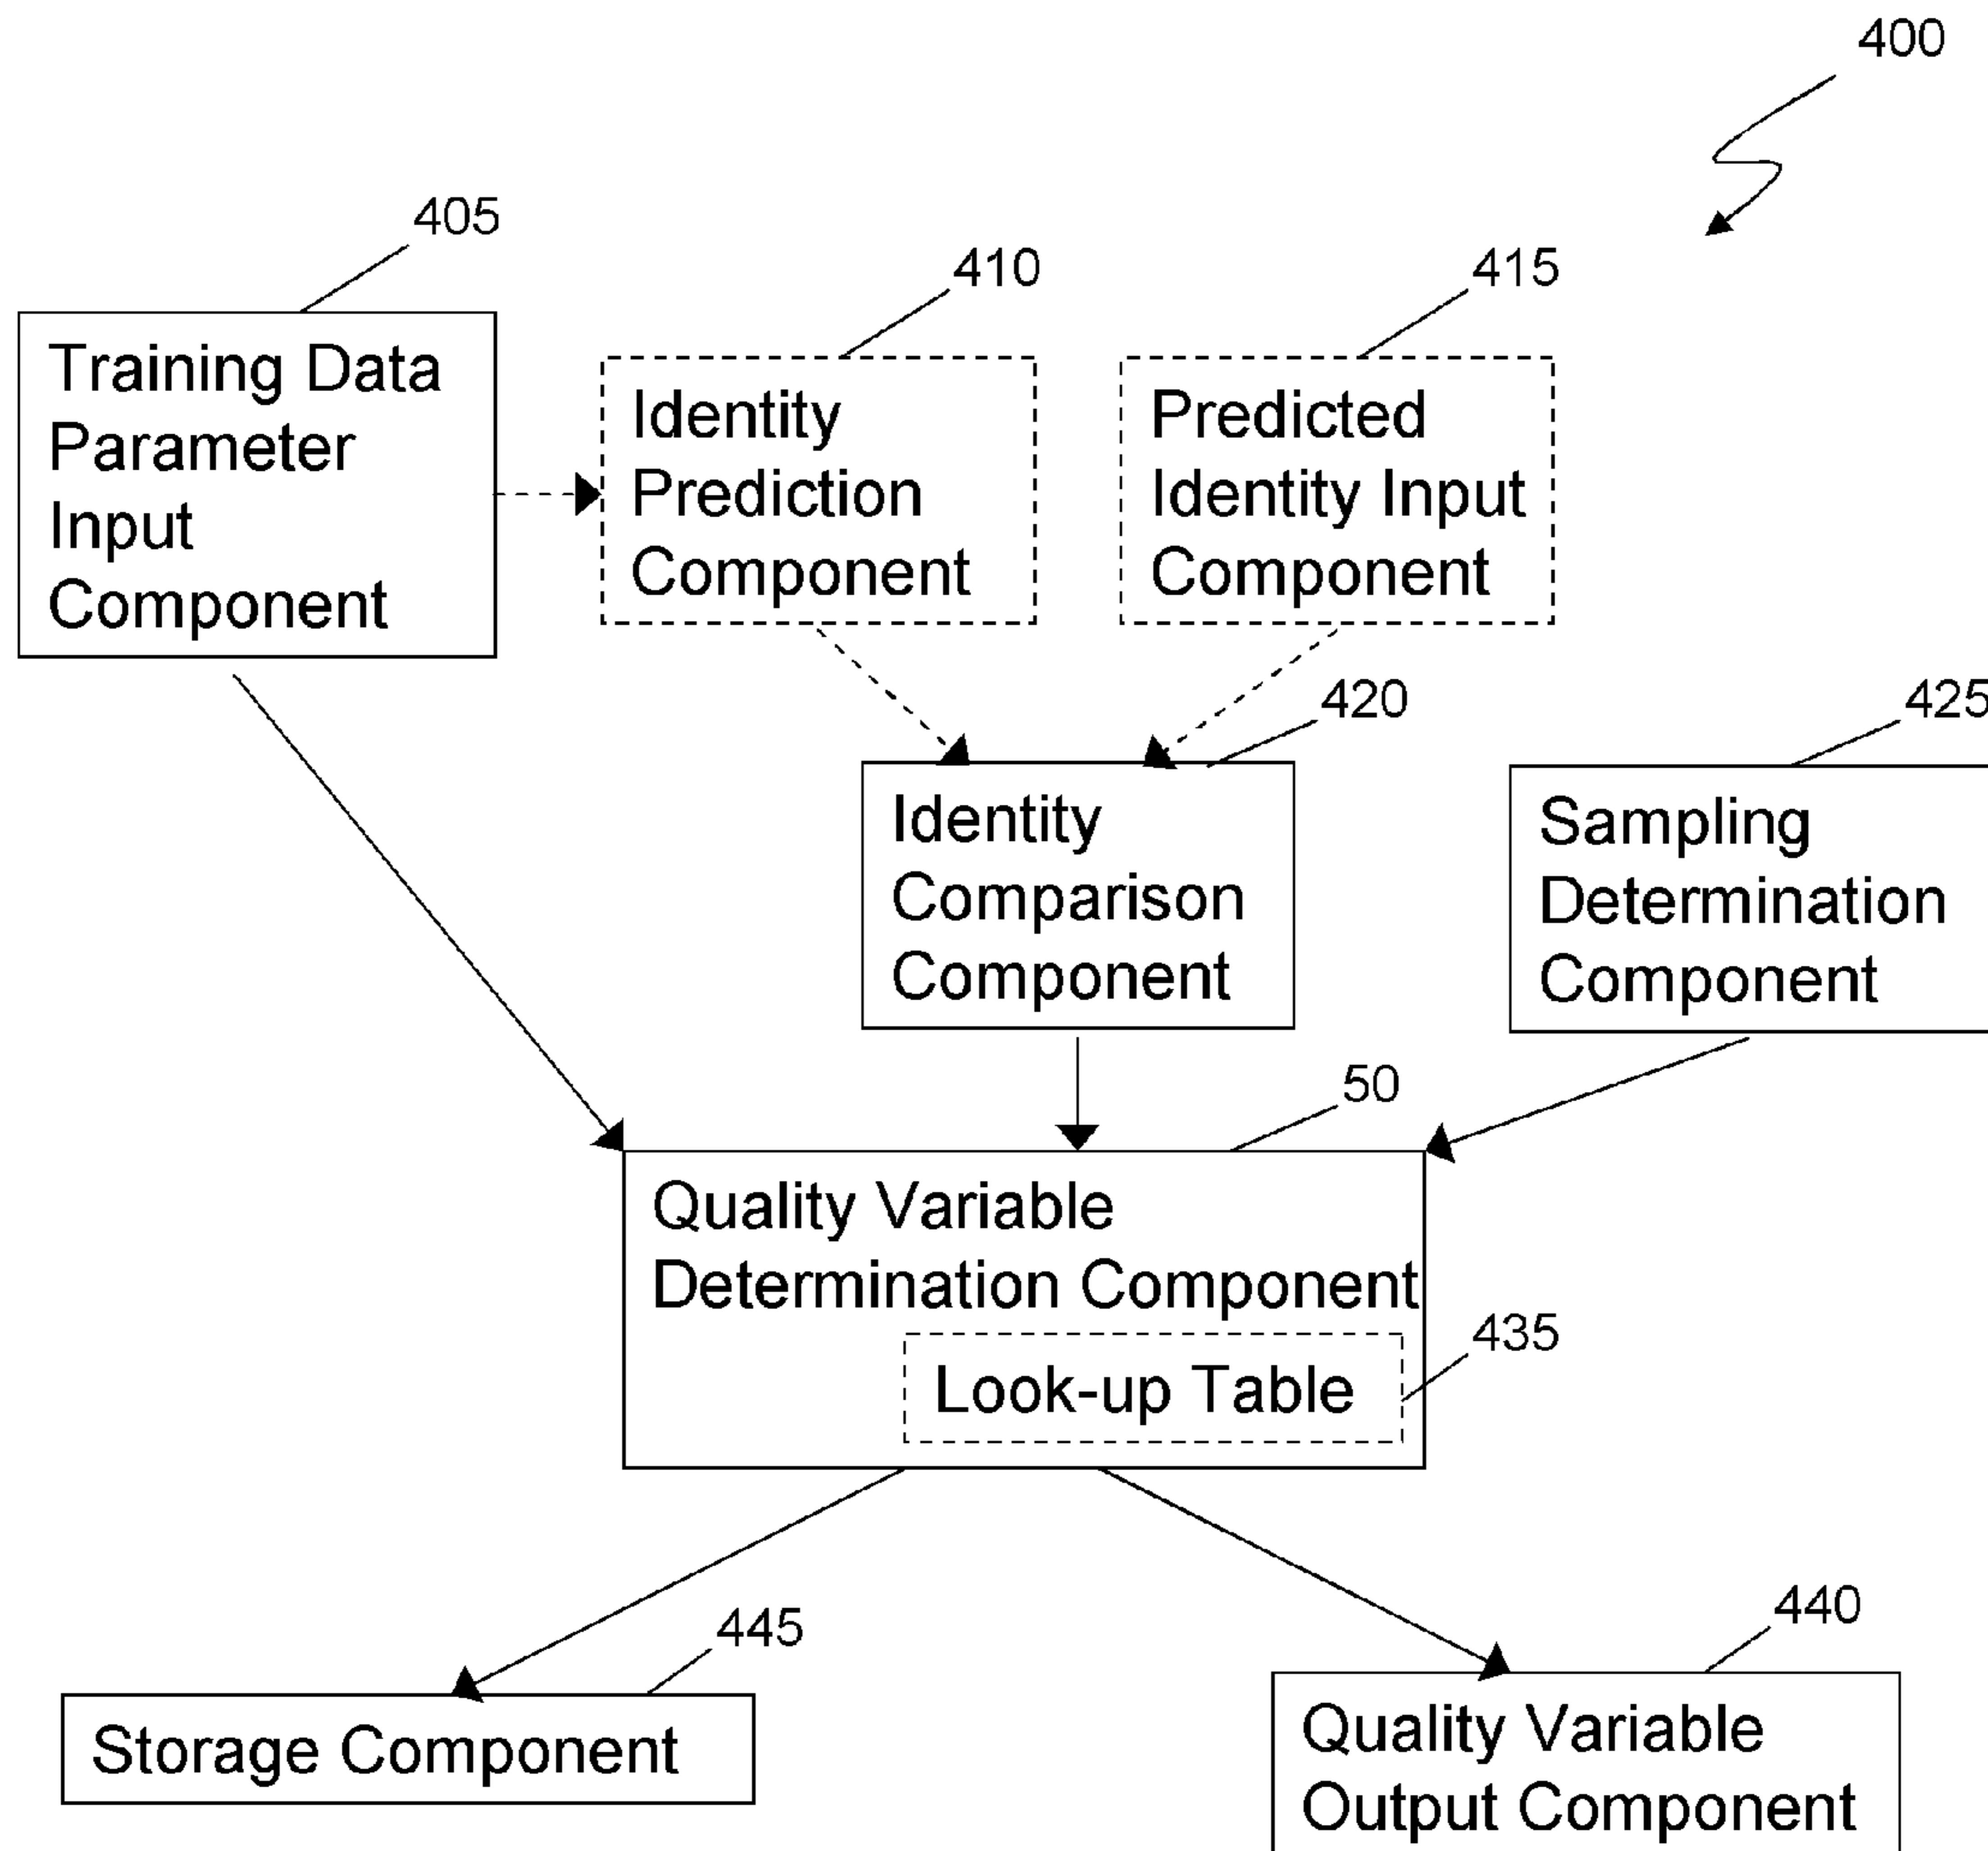 400
405
410
415
Training Data
Parameter
Input
Component
Identity
Prediction
Component
Predicted
Identity Input
Component
420
425
Identity
Comparison
Component
Sampling
Determination
Component
50
Quality Variable
Determination Component
435
Look-up Table
445
440
Storage Component
Quality Variable
Output Component